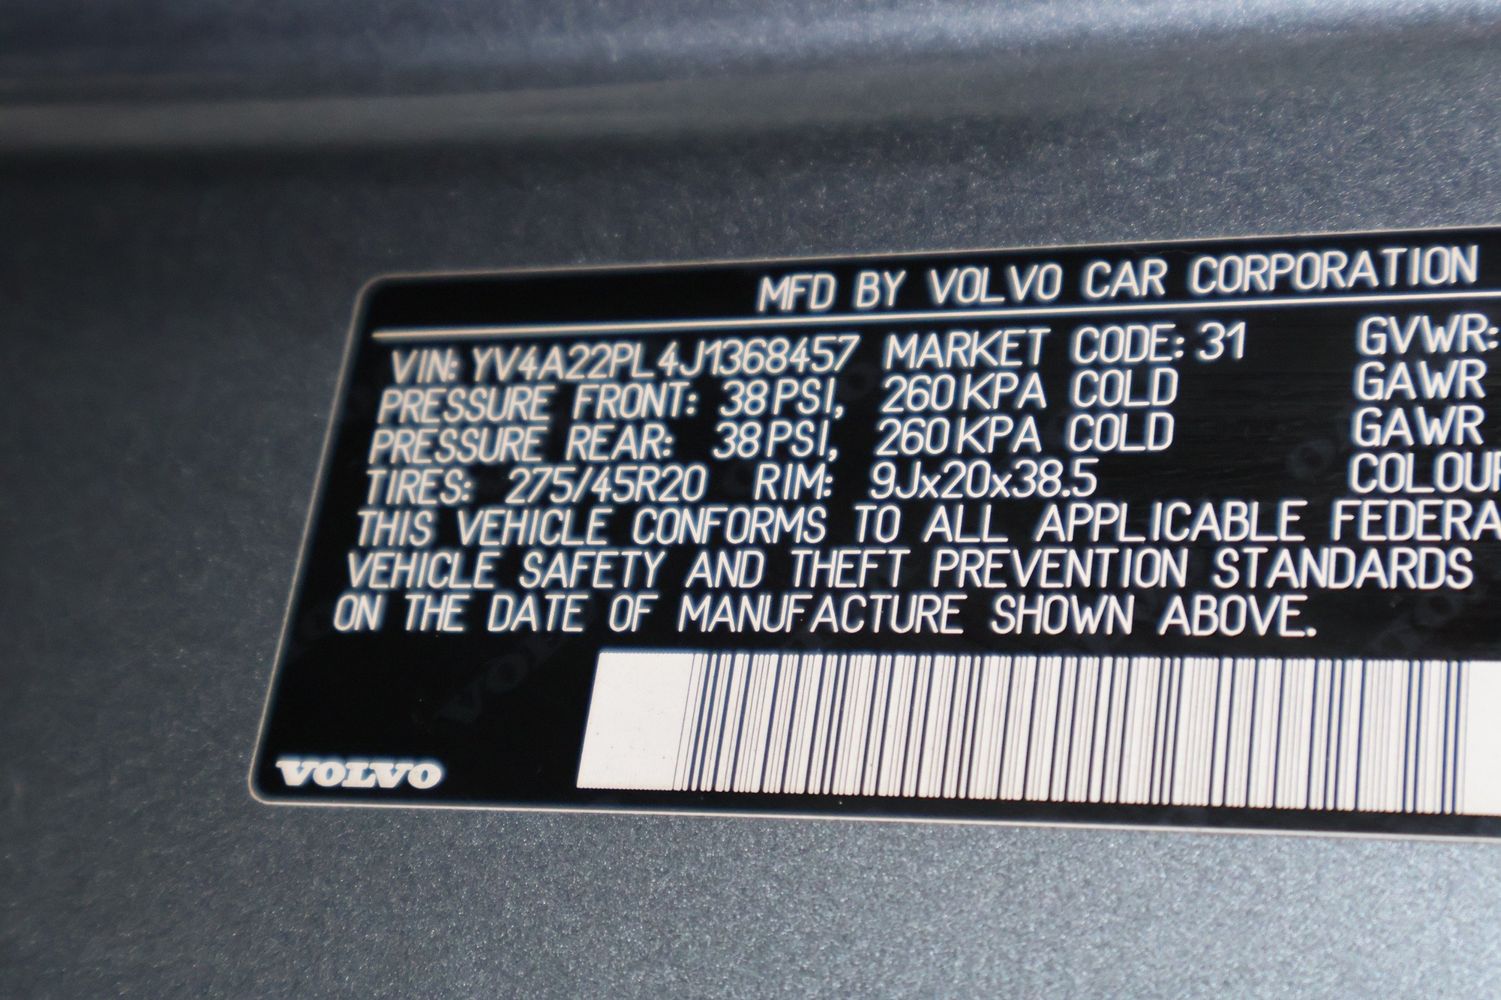 MFD BY VOLVO CAR CORPORATION
VIN: YV4A22PL4J1368457 MARKET CODE: 31 GVWR:
PRESSURE FRONT: 38PSI, 260KPA COLD GAWR
PRESSURE REAR: 38PSI, 260KPA COLD GAWR
TIRES: 275/45R20 RIM: 9Jx20x38.5 COLOUR
THIS VEHICLE CONFORMS TO ALL APPLICABLE FEDERA
VEHICLE SAFETY AND THEFT PREVENTION STANDARDS
ON THE DATE OF MANUFACTURE SHOWN ABOVE.
VOLVO